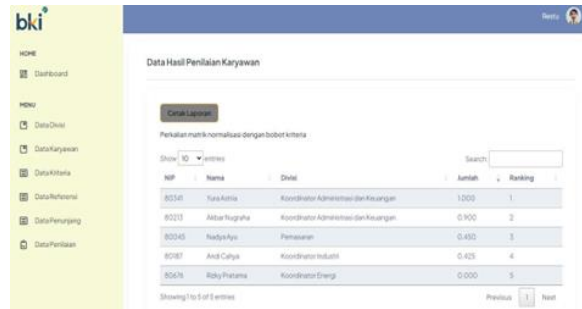 bki
Restu
HOME
Dashboard
MENU
Data Divisi
Data Karyawan
Data Kriteria
Data Referensi
Data Penunjang
Data Penilaian
Data Hasil Penilaian Karyawan
Cetak Laporan
Perkalian matrik normalisasi dengan bobot kriteria
Show 10 entries
Search:
NIP Nama Divisi Jumlah Ranking
80341 Yura Astria Koordinator Administrasi dan Keuangan 1.000 1
80213 Akbar Nugraha Koordinator Administrasi dan Keuangan 0.900 2
80045 Nadya Ayu Pemasaran 0.450 3
80187 Andi Cahya Koordinator Industri 0.425 4
80676 Rizky Pratama Koordinator Energi 0.000 5
Showing 1 to 5 of 5 entries
Previous 1 Next